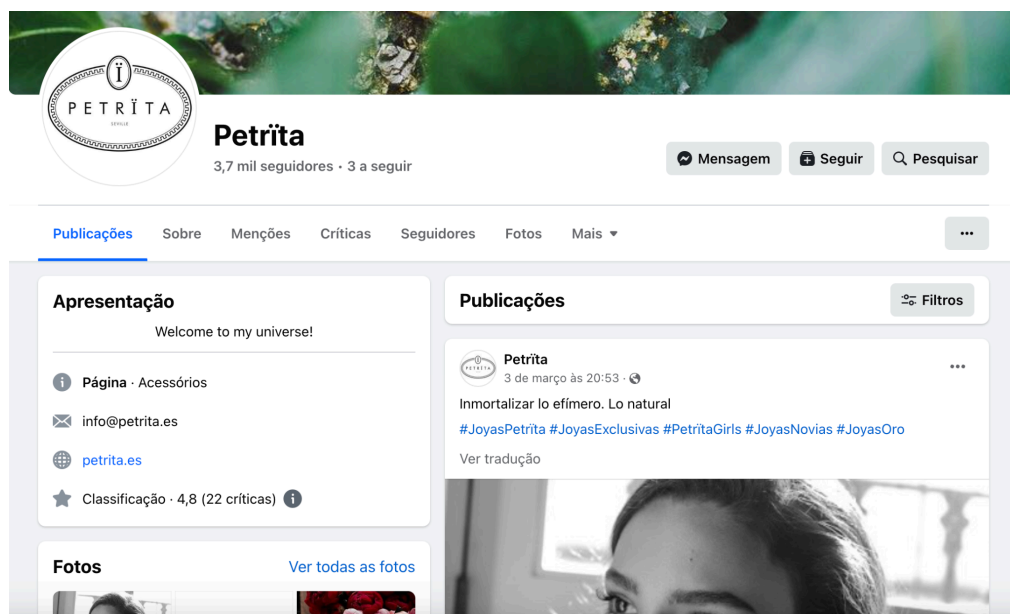 Ï
PETRÏTA
SEVILLE
Petrïta
3,7 mil seguidores · 3 a seguir
Mensagem
Seguir
Pesquisar
Publicações
Sobre
Menções
Críticas
Seguidores
Fotos
Mais
Apresentação
Welcome to my universe!
Página · Acessórios
info@petrita.es
petrita.es
Classificação · 4,8 (22 críticas)
Fotos
Ver todas as fotos
Publicações
Filtros
PETRÏTA
Petrïta
3 de março às 20:53 ·
Inmortalizar lo efímero. Lo natural
#JoyasPetrïta #JoyasExclusivas #PetrïtaGirls #JoyasNovias #JoyasOro
Ver tradução